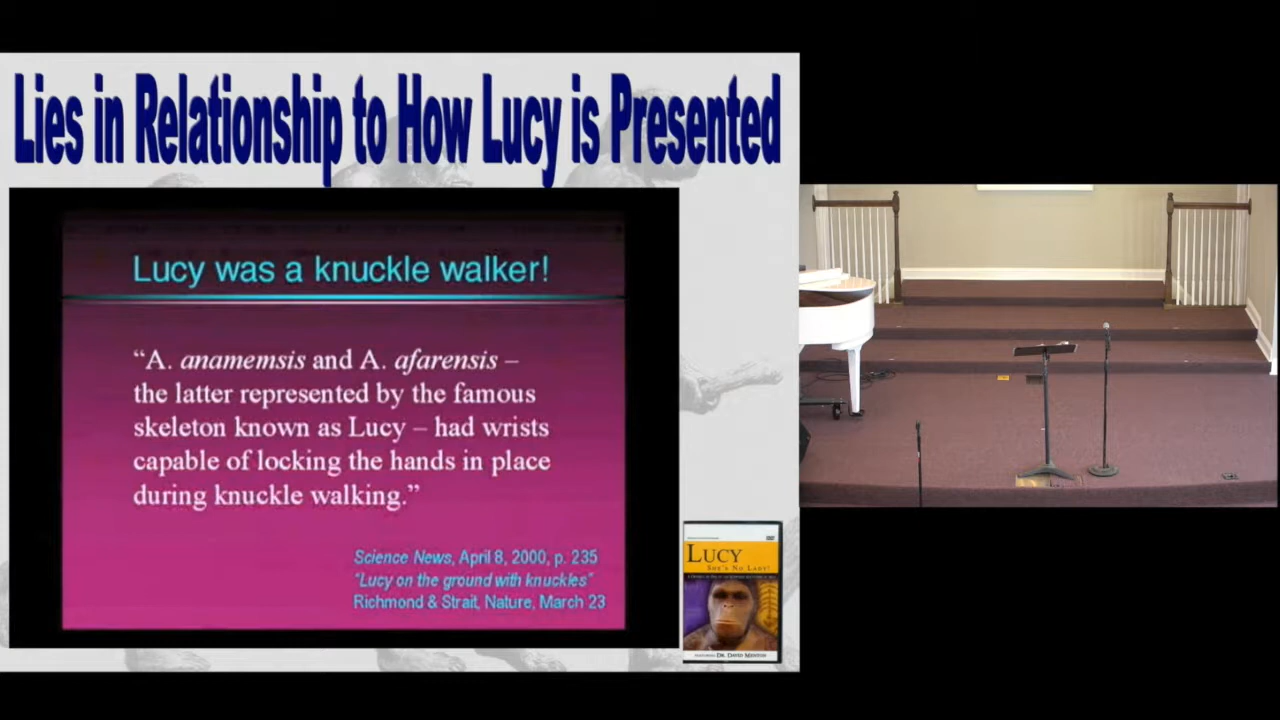 Lies in Relationship to How Lucy is Presented
Lucy was a knuckle walker!
“A. anamemsis and A. afarensis –
the latter represented by the famous
skeleton known as Lucy – had wrists
capable of locking the hands in place
during knuckle walking.”
Science News, April 8, 2000, p. 235
"Lucy on the ground with knuckles"
Richmond & Strait, Nature, March 23
LUCY
SHE'S NO LADY!
DR. DAVID MENTON